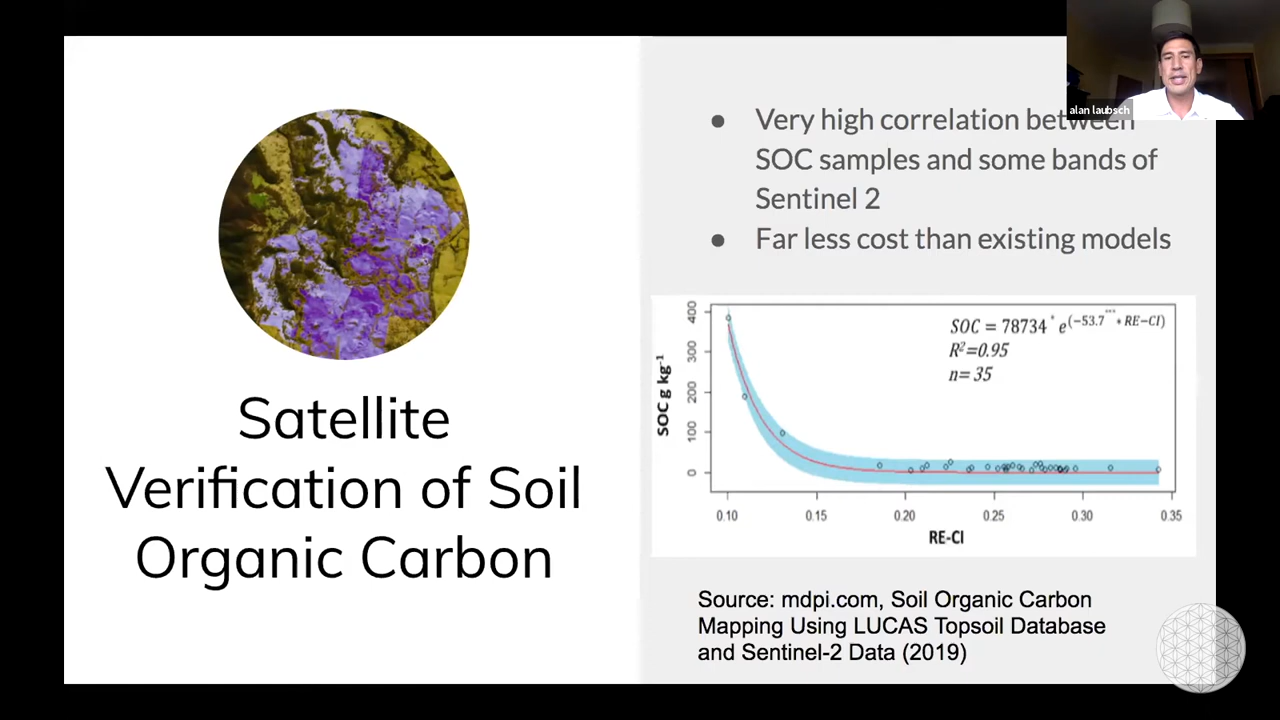 alan laubsch
● Very high correlation between
SOC samples and some bands of
Sentinel 2
● Far less cost than existing models
Satellite
Verification of Soil
Organic Carbon
SOC g kg⁻¹
400
300
200
100
0
SOC = 78734* e^(−53.7*** * RE−CI)
R²=0.95
n= 35
0.10 0.15 0.20 0.25 0.30 0.35
RE-CI
Source: mdpi.com, Soil Organic Carbon
Mapping Using LUCAS Topsoil Database
and Sentinel-2 Data (2019)